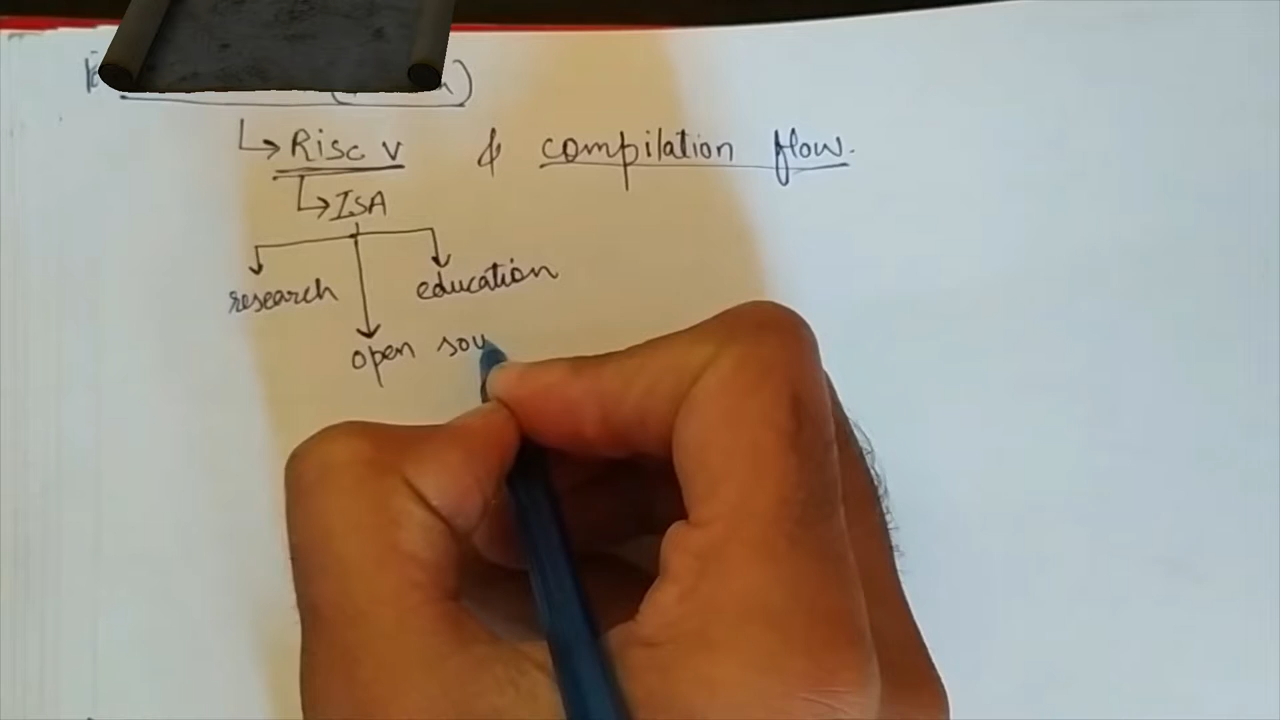 Risc V & compilation flow.
ISA
research education
open sou